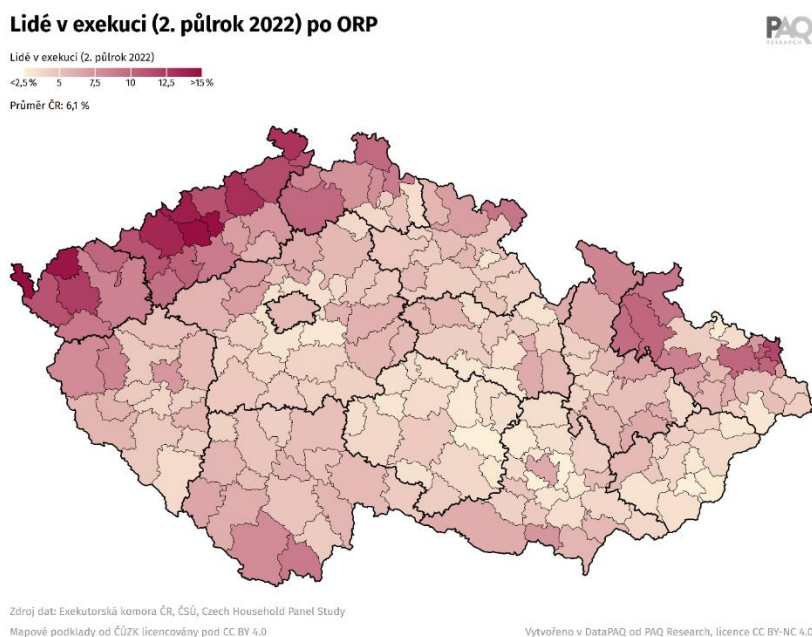 Lidé v exekuci (2. půlrok 2022) po ORP
PAQ
RESEARCH
Lidé v exekuci (2. půlrok 2022)
<2,5 % 5 7,5 10 12,5 >15 %
Průměr ČR: 6,1 %
Zdroj dat: Exekutorská komora ČR, ČSÚ, Czech Household Panel Study
Mapové podklady od ČÚZK licencovány pod CC BY 4.0
Vytvořeno v DataPAQ od PAQ Research, licence CC BY-NC 4.0